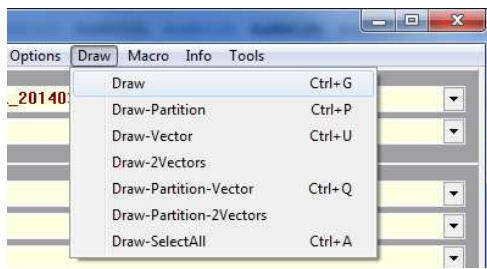 Options Draw Macro Info Tools
_20140
Draw Ctrl+G
Draw-Partition Ctrl+P
Draw-Vector Ctrl+U
Draw-2Vectors
Draw-Partition-Vector Ctrl+Q
Draw-Partition-2Vectors
Draw-SelectAll Ctrl+A